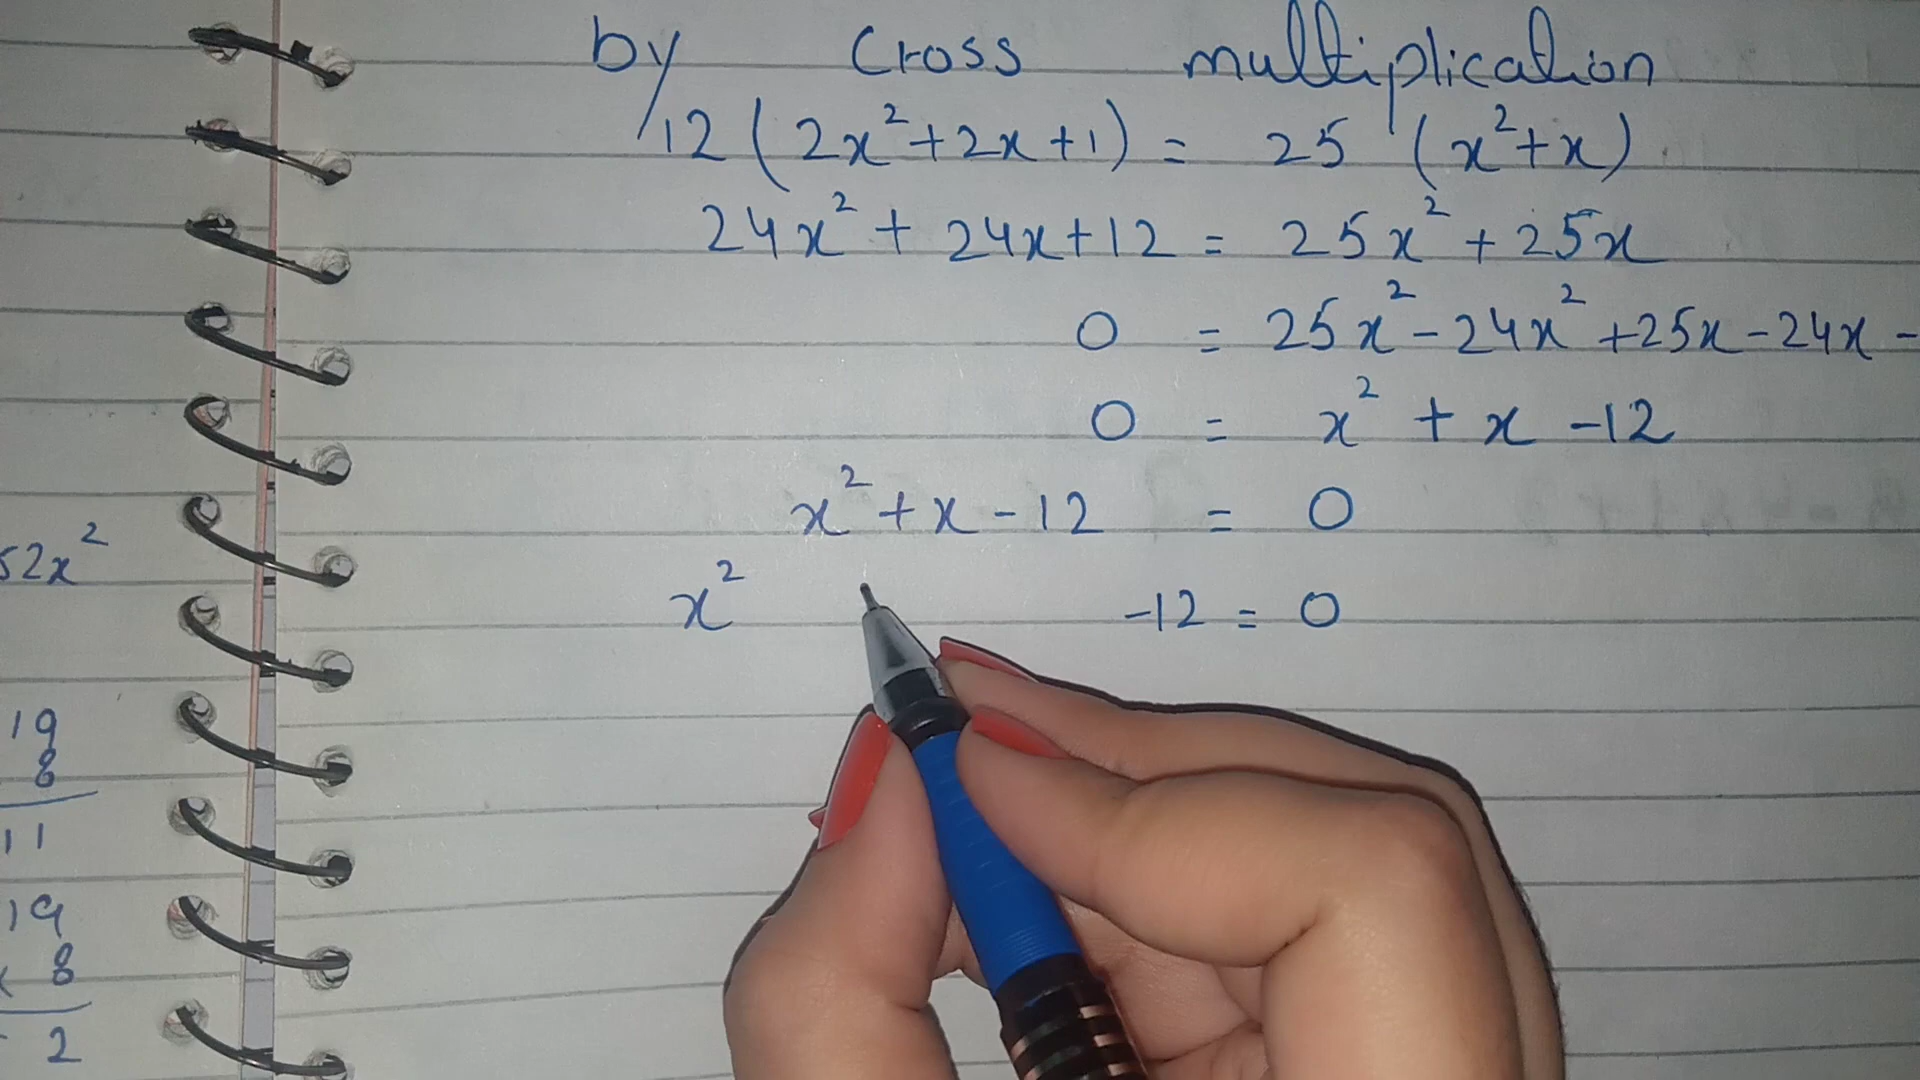 by Cross multiplication
12 (2x²+2x+1) = 25 (x²+x)
24x² + 24x+12 = 25x² + 25x
0 = 25x² - 24x² +25x - 24x -
0 = x² + x -12
x² + x - 12 = 0
x² -12 = 0
52x²
19
8
11
19
x 8
2